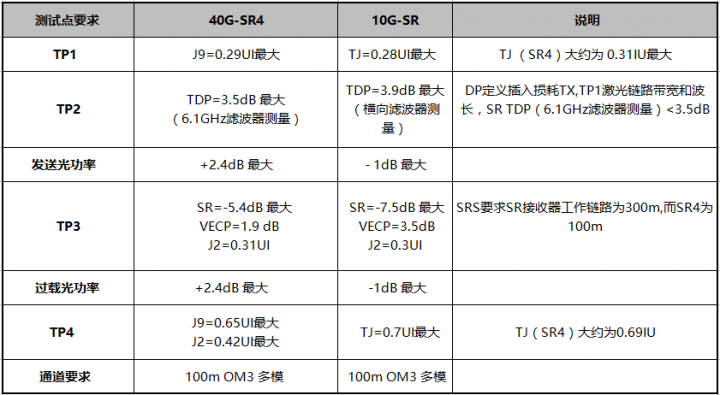 测试点要求 40G-SR4 10G-SR 说明
TP1 J9=0.29UI最大 TJ=0.28UI最大 TJ （SR4）大约为 0.31IU最大
TP2
TDP=3.5dB 最大
（6.1GHz滤波器测量）
TDP=3.9dB 最大
（横向滤波器测
量）
DP定义插入损耗TX,TP1激光链路带宽和波
长，SR TDP（6.1GHz测量）<3.5dB
发送光功率 +2.4dB 最大 - 1dB 最大
TP3
SR=-5.4dB 最大
VECP=1.9 dB
J2=0.31UI
SR=-7.5dB 最大
VECP=3.5dB
J2=0.3UI
SRS要求SR接收器工作链路为300m,而SR4为
100m
过载光功率 +2.4dB 最大 -1dB 最大
TP4
J9=0.65UI最大
J2=0.42UI最大
TJ=0.7UI最大
TJ（SR4）大约为0.69IU
通道要求 100m OM3 多模 100m OM3 多模